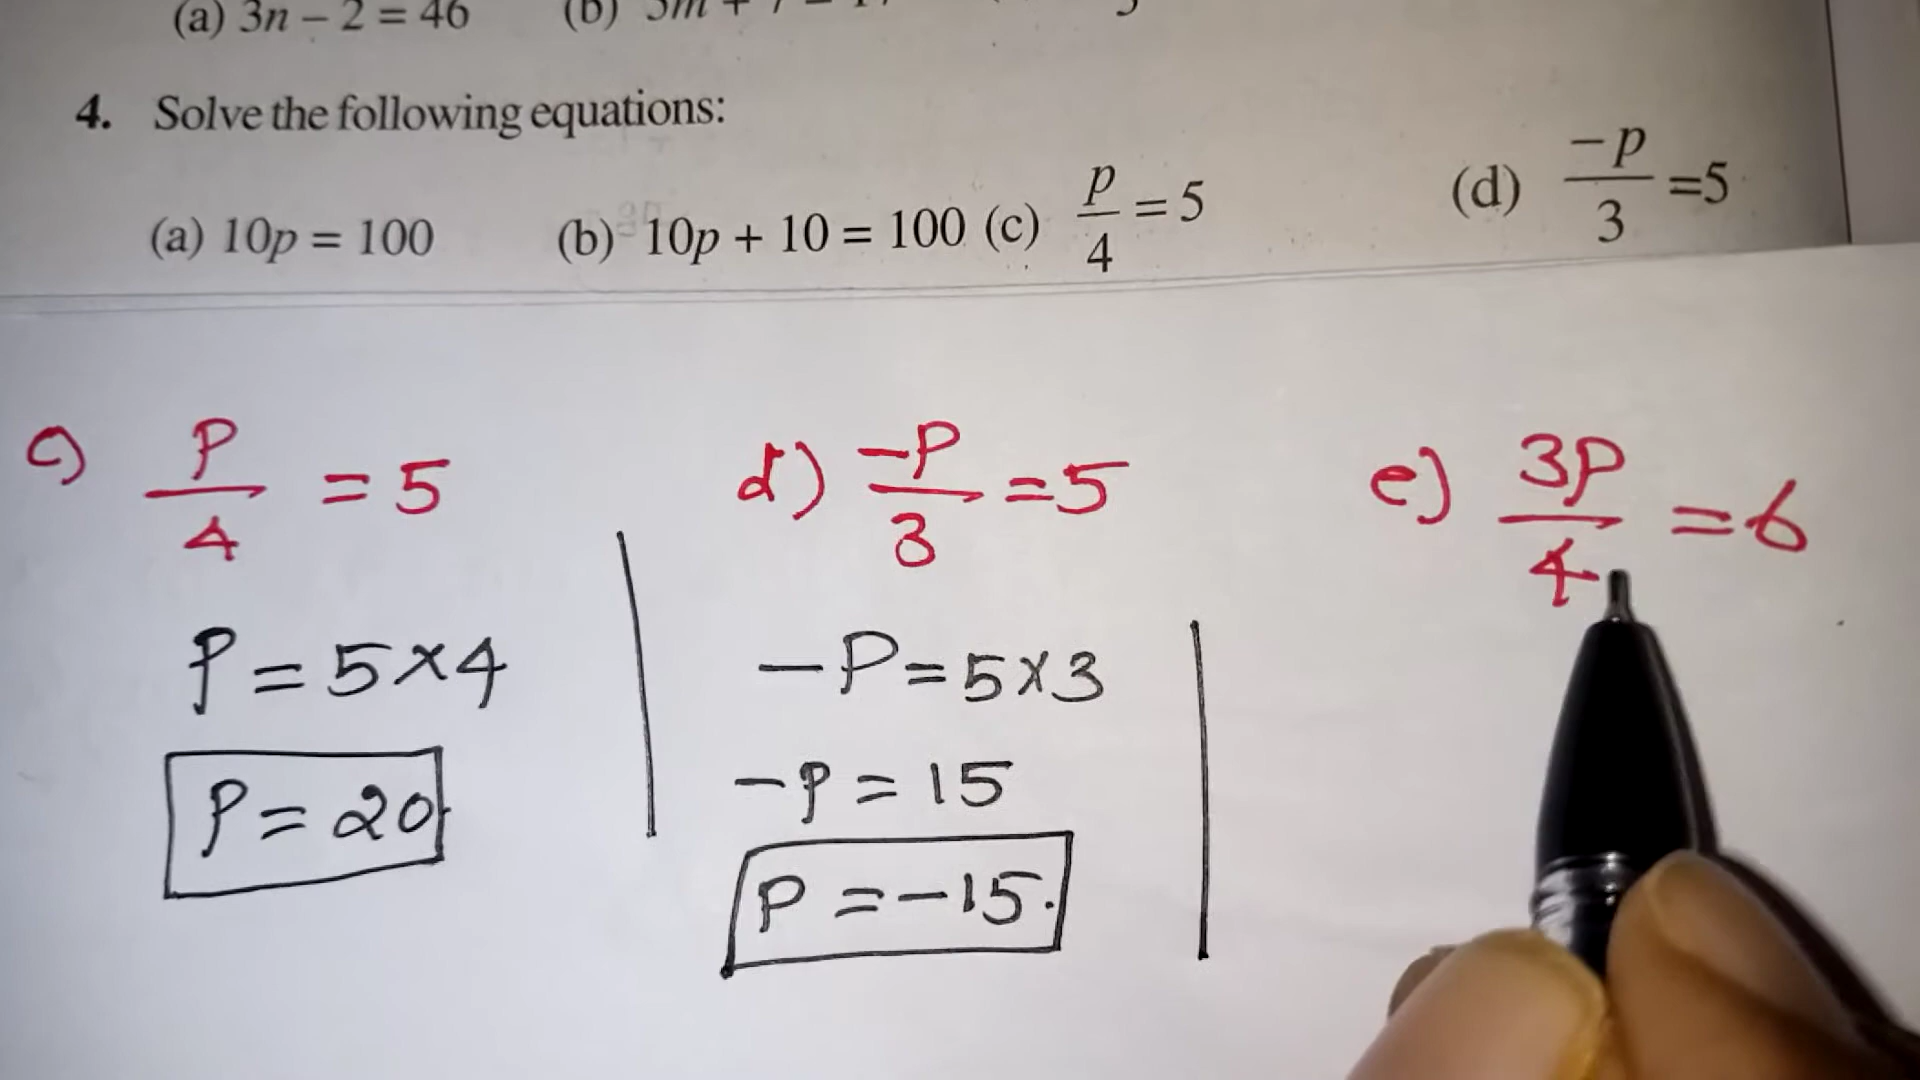 (a) 3n – 2 = 46 (b)
4. Solve the following equations:
(a) 10p = 100 (b) 10p + 10 = 100 (c) p/4 = 5 (d) –p/3 =5
c) P/4 = 5
P = 5×4
P = 20
d) –P/3 =5
–P=5×3
–P = 15
P = –15.
e) 3P/4 =6